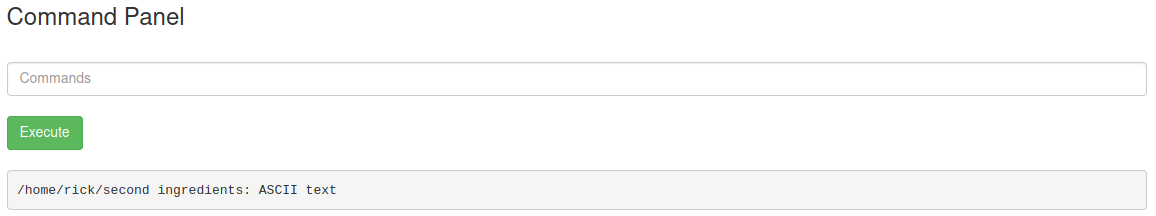 Command Panel
Commands
Execute
/home/rick/second ingredients: ASCII text